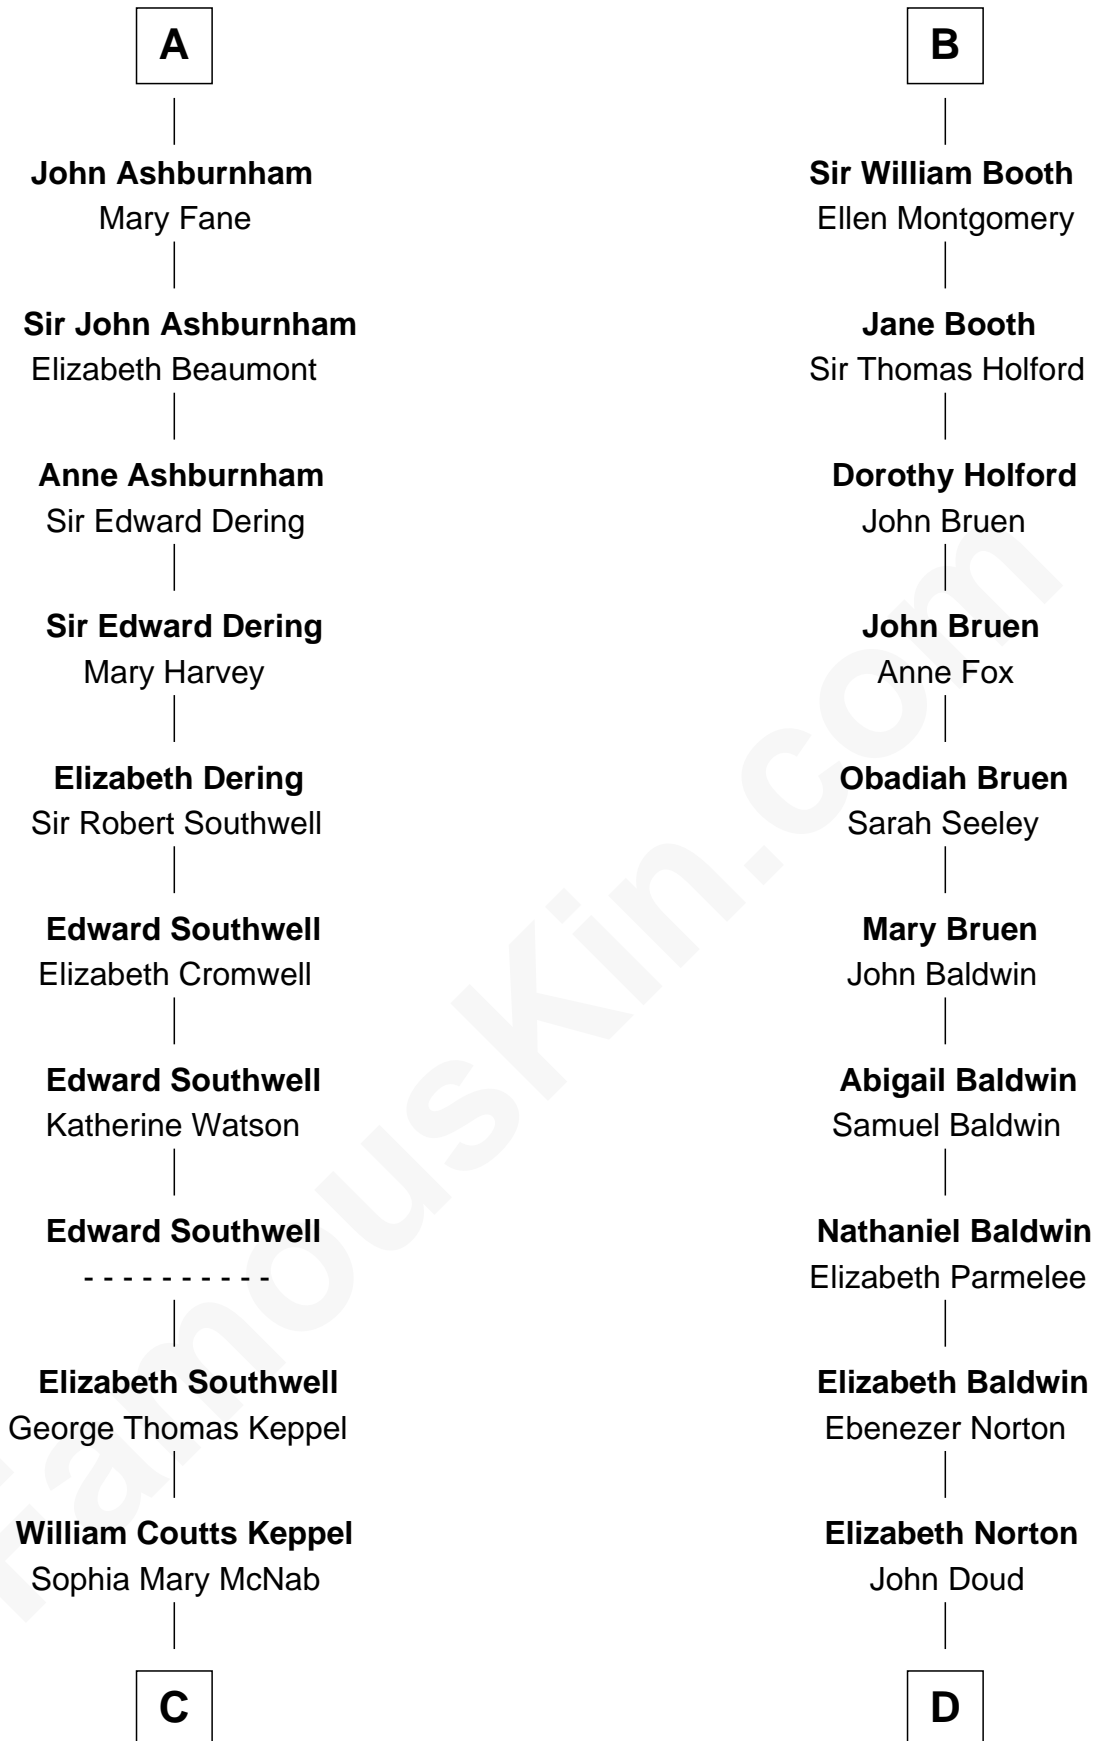 A
John Ashburnham
Mary Fane
Sir John Ashburnham
Elizabeth Beaumont
Anne Ashburnham
Sir Edward Dering
Sir Edward Dering
Mary Harvey
Elizabeth Dering
Sir Robert Southwell
Edward Southwell
Elizabeth Cromwell
Edward Southwell
Katherine Watson
Edward Southwell
- - - - - - - - - -
Elizabeth Southwell
George Thomas Keppel
William Coutts Keppel
Sophia Mary McNab
C
B
Sir William Booth
Ellen Montgomery
Jane Booth
Sir Thomas Holford
Dorothy Holford
John Bruen
John Bruen
Anne Fox
Obadiah Bruen
Sarah Seeley
Mary Bruen
John Baldwin
Abigail Baldwin
Samuel Baldwin
Nathaniel Baldwin
Elizabeth Parmelee
Elizabeth Baldwin
Ebenezer Norton
Elizabeth Norton
John Doud
D
FamousKin.com